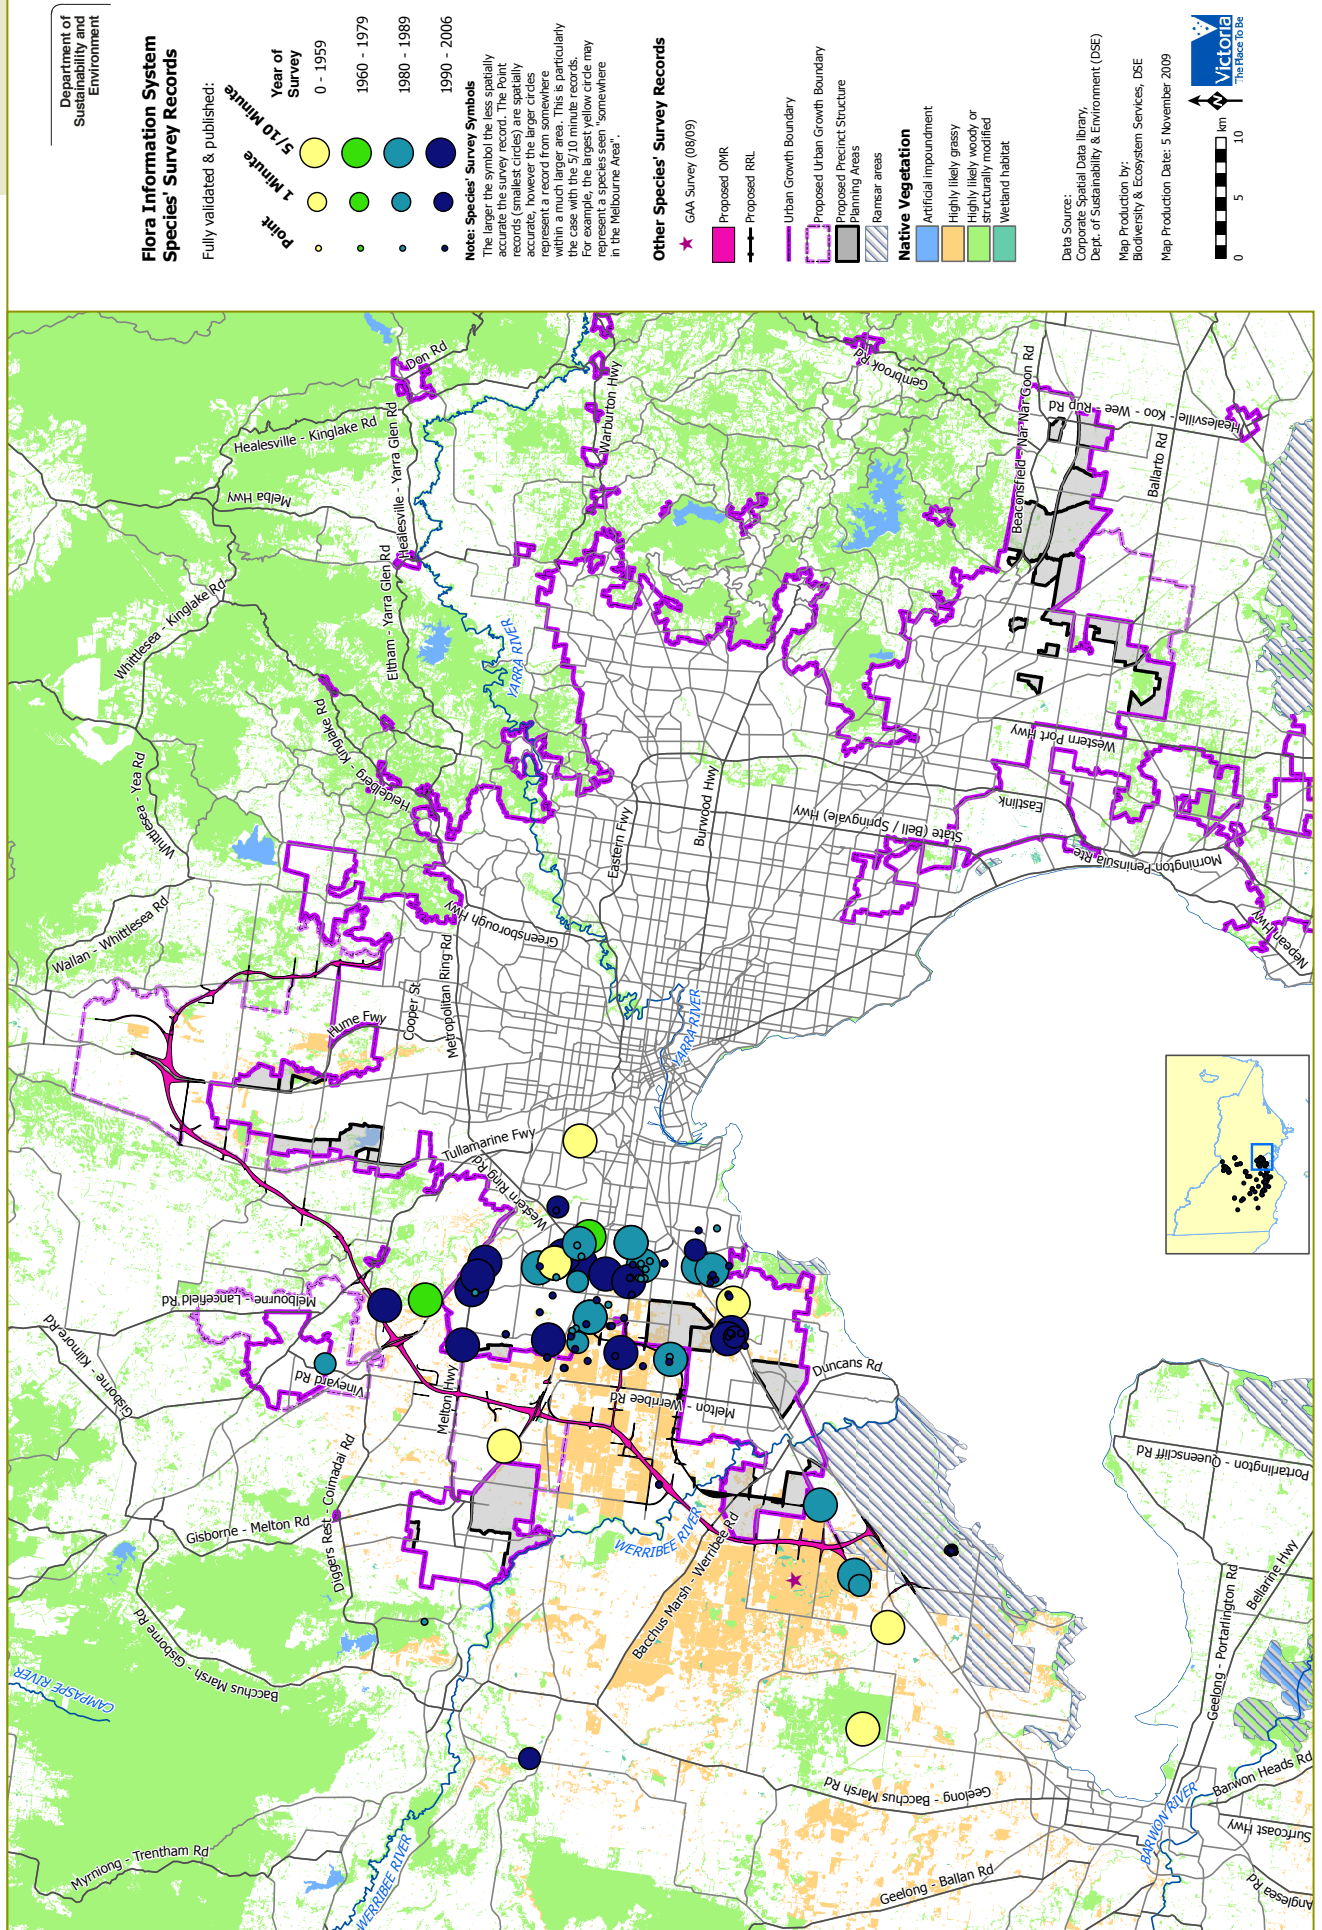 Department of
Sustainability and
Environment
Flora Information System
Species' Survey Records
Fully validated & published:
Point
1 Minute
5/10 Minute
Year of
Survey
0 - 1959
1960 - 1979
1980 - 1989
1990 - 2006
Note: Species' Survey Symbols
The larger the symbol the less spatially
accurate the survey record. The Point
records (smallest circles) are spatially
accurate, however the larger circles
represent a record from somewhere
within a much larger area. This is particularly
the case with the 5/10 minute records.
For example, the largest yellow circle may
represent a species seen "somewhere
in the Melbourne Area".
Other Species' Survey Records
GAA Survey (08/09)
Proposed OMR
Proposed RRL
Urban Growth Boundary
Proposed Urban Growth Boundary
Proposed Precinct Structure
Planning Areas
Ramsar areas
Native Vegetation
Artificial impoundment
Highly likely grassy
Highly likely woody or
structurally modified
Wetland habitat
Data Source:
Corporate Spatial Data library,
Dept. of Sustainability & Environment (DSE)
Map Production by:
Biodiversity & Ecosystem Services, DSE
Map Production Date: 5 November 2009
0
5
10
km
N
Victoria
The Place To Be
Don Rd
Healesville - Kinglake Rd
Melba Hwy
Healesville - Yarra Glen Rd
Warburton Hwy
Gembrook Rd
Beaconsfield - Nar Nar Goon Rd
Healesville - Koo - Wee - Rup Rd
Ballarto Rd
Whittlesea - Kinglake Rd
Eltham - Yarra Glen Rd
YARRA RIVER
Heidelberg - Kinglake Rd
Whittlesea - Yea Rd
Western Port Hwy
Eastlink
Burwood Hwy
State (Bell / Springvale) Hwy
Eastern Fwy
Mornington Peninsula Rte
Nepean Hwy
Wallan - Whittlesea Rd
Greensborough Hwy
Metropolitan Ring Rd
Cooper St
Hume Fwy
YARRA RIVER
Tullamarine Fwy
Western Ring Rd
Melbourne - Lancefield Rd
Gisborne - Kilmore Rd
Vineyard Rd
Melton Hwy
Melton - Werribee Rd
Duncans Rd
Diggers Rest - Coimadai Rd
Gisborne - Melton Rd
WERRIBEE RIVER
Bacchus Marsh - Werribee Rd
Portarlington - Queenscliff Rd
Bellarine Hwy
Geelong - Portarlington Rd
Bacchus Marsh - Gisborne Rd
CAMPASPE RIVER
Geelong - Bacchus Marsh Rd
Barwon Heads Rd
BARWON RIVER
Surfcoast Hwy
Myrniong - Trentham Rd
WERRIBEE RIVER
Geelong - Ballan Rd
Anglesea Rd